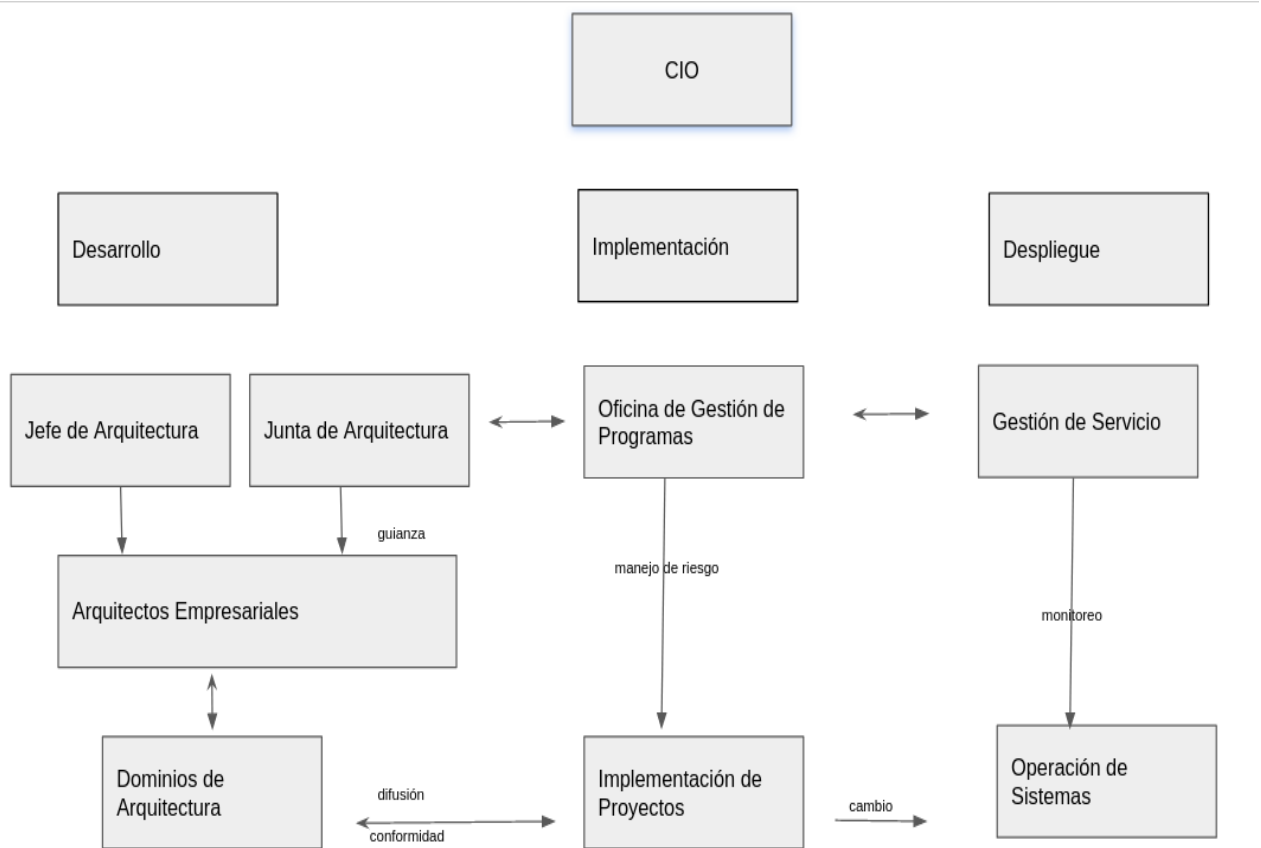 CIO
Desarrollo
Implementación
Despliegue
Jefe de Arquitectura
Junta de Arquitectura
Oficina de Gestión de
Programas
Gestión de Servicio
guianza
manejo de riesgo
Arquitectos Empresariales
monitoreo
Dominios de
Arquitectura
difusión
conformidad
Implementación de
Proyectos
cambio
Operación de
Sistemas